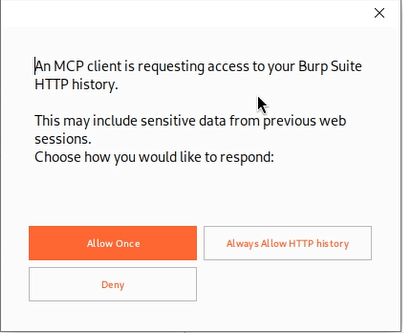 An MCP client is requesting access to your Burp Suite
HTTP history.
This may include sensitive data from previous web
sessions.
Choose how you would like to respond:
Allow Once
Always Allow HTTP history
Deny